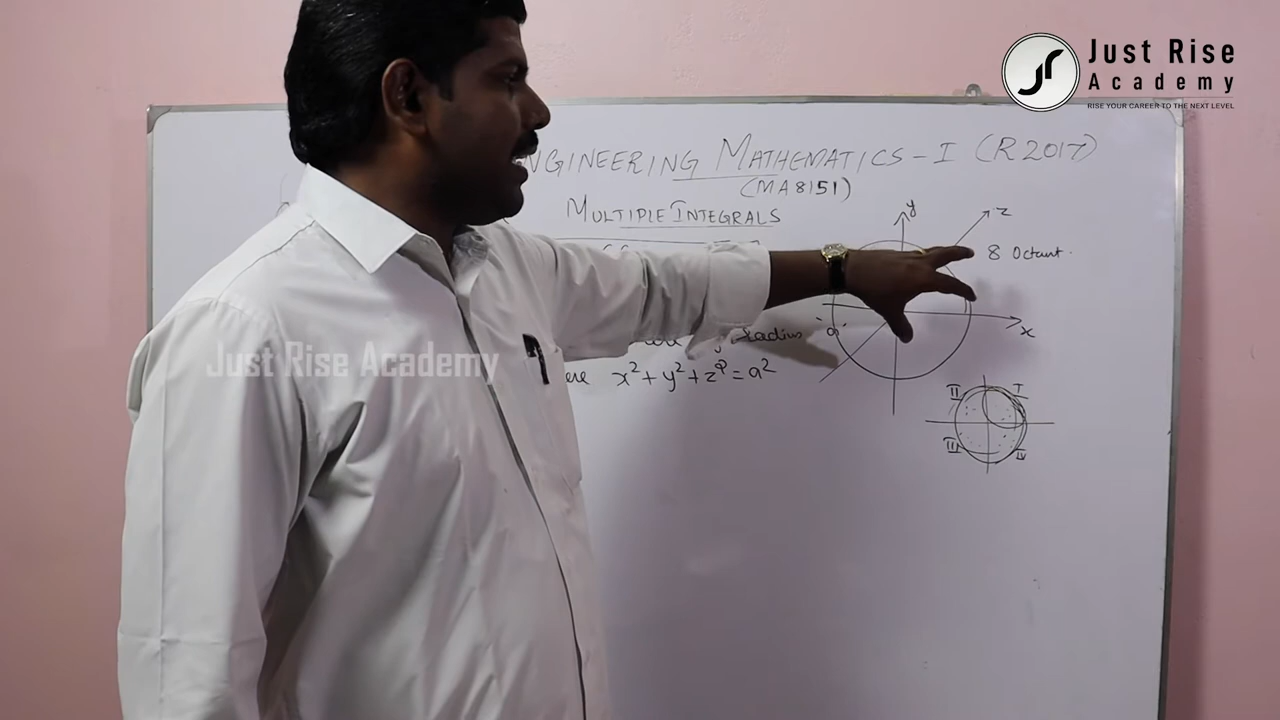 Just Rise
Academy
RISE YOUR CAREER TO THE NEXT LEVEL
NGINEERING MATHEMATICS - I (R2017)
(MA8151)
MULTIPLE INTEGRALS
y
z
8 Octant.
x
a
radius
ere x²+y²+z²=a²
Just Rise Academy
II I
III IV